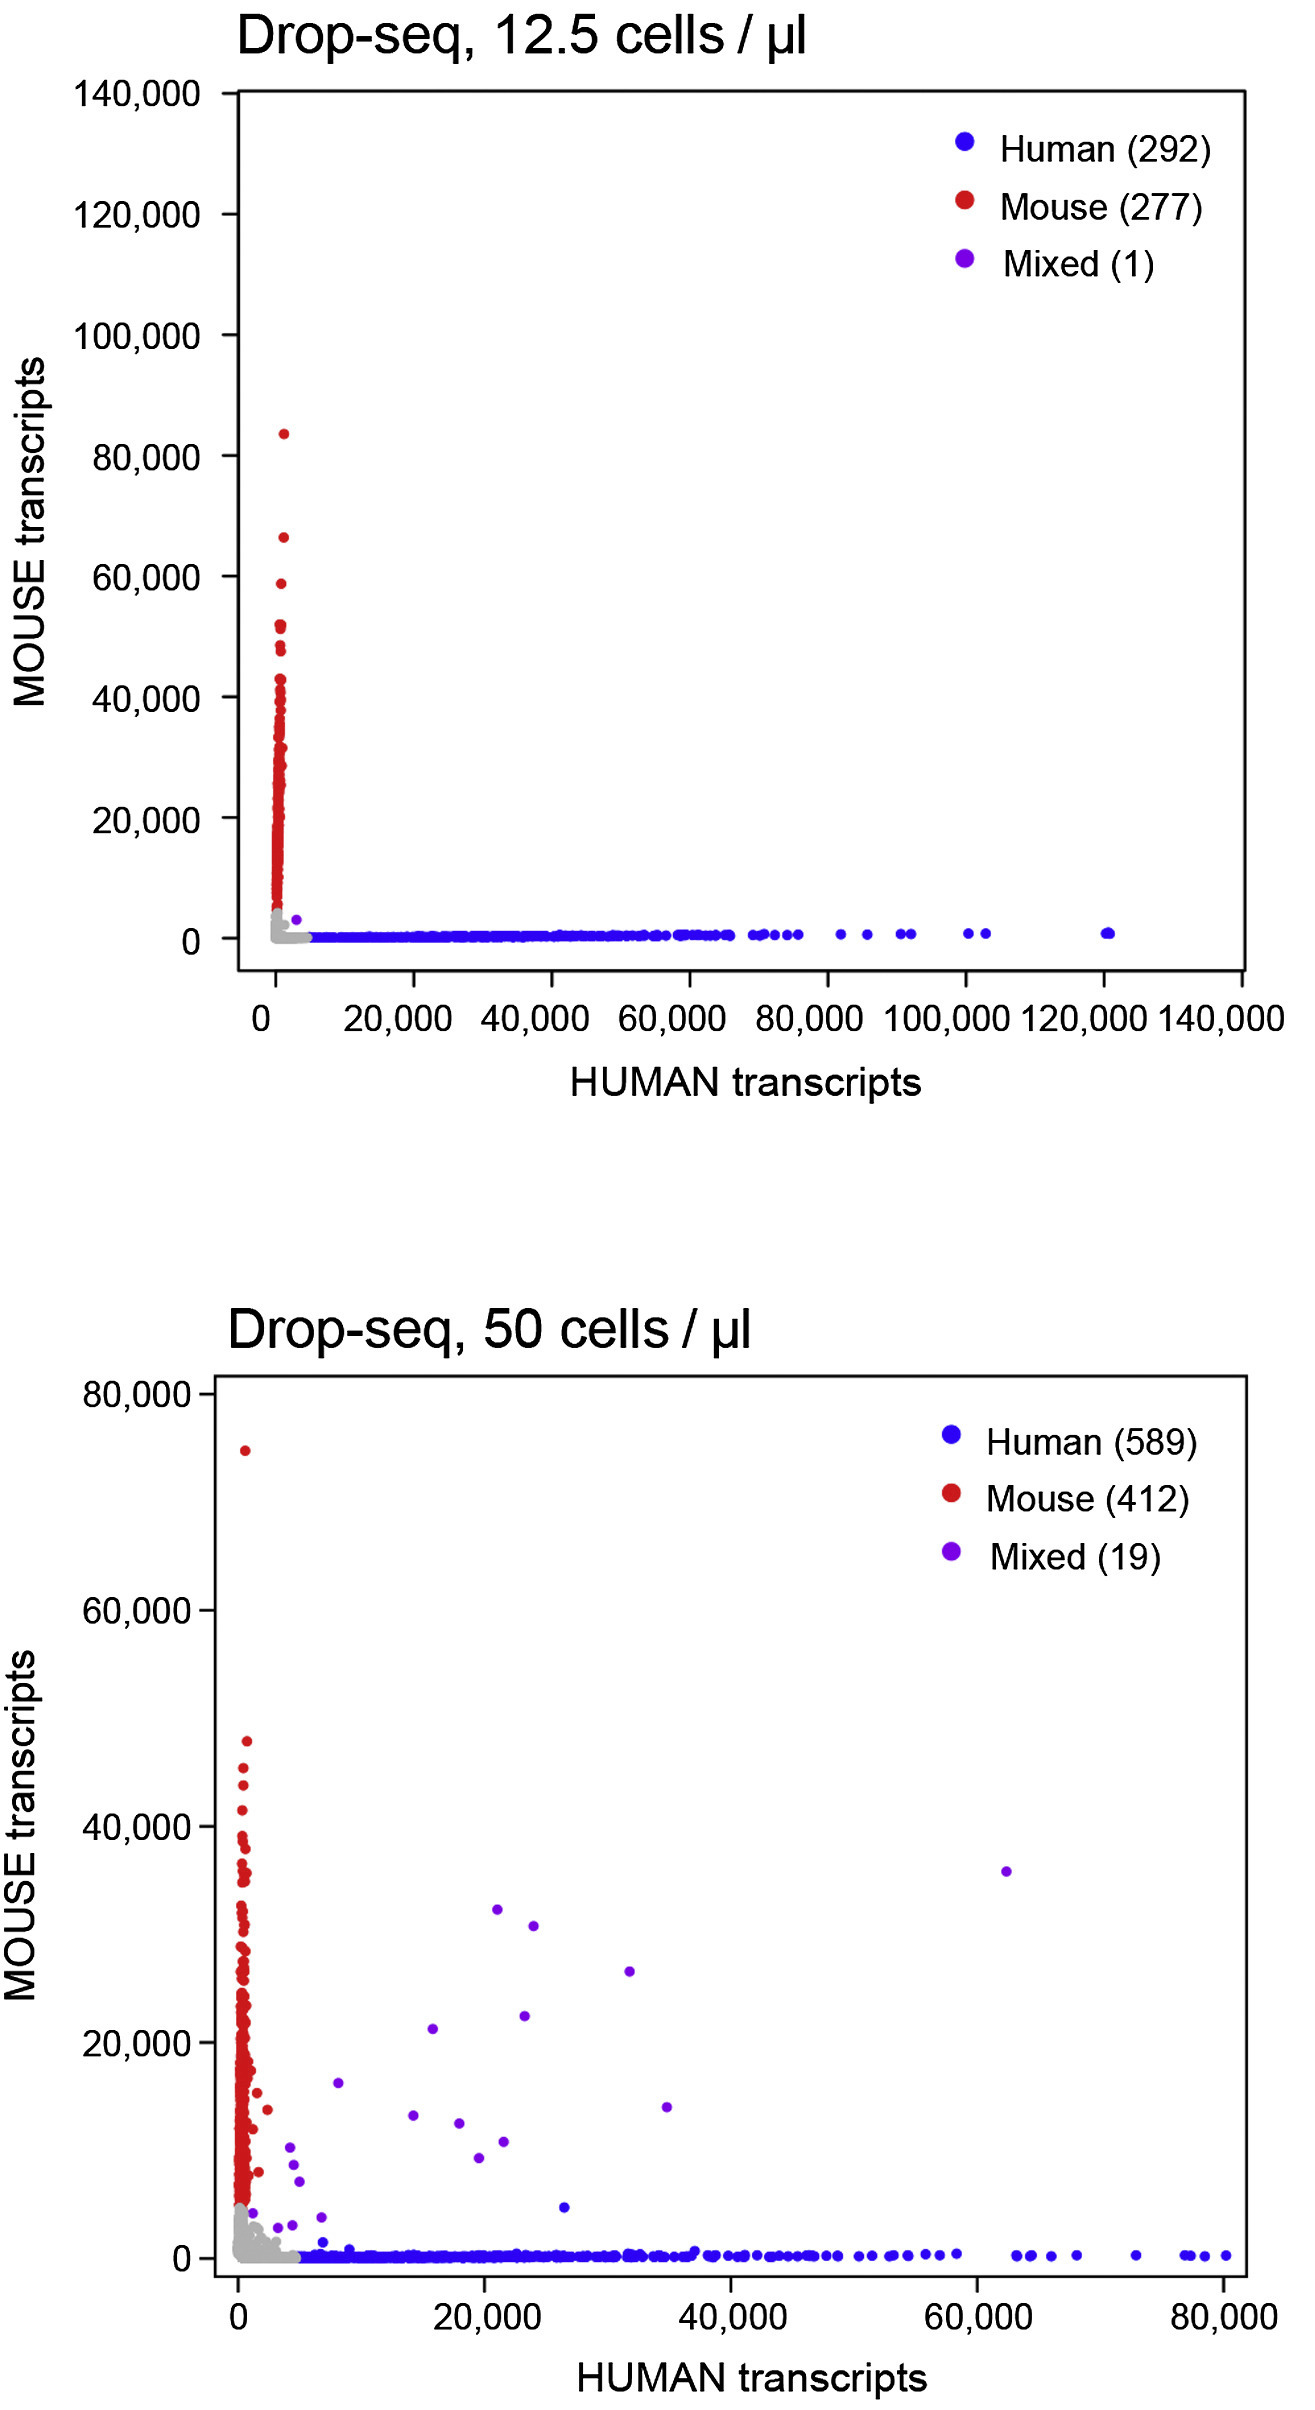 Drop-seq, 12.5 cells / µl
140,000
120,000
100,000
80,000
60,000
40,000
20,000
0
MOUSE transcripts
Human (292)
Mouse (277)
Mixed (1)
0 20,000 40,000 60,000 80,000 100,000 120,000 140,000
HUMAN transcripts
Drop-seq, 50 cells / µl
80,000
60,000
40,000
20,000
0
MOUSE transcripts
Human (589)
Mouse (412)
Mixed (19)
0 20,000 40,000 60,000 80,000
HUMAN transcripts